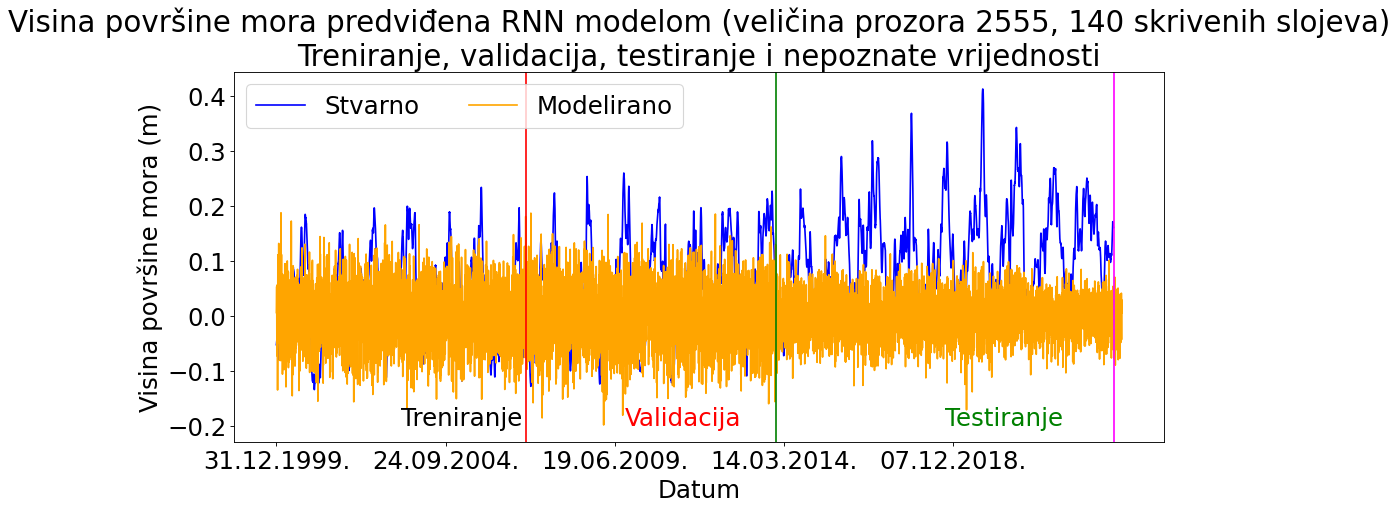 Visina površine mora predviđena RNN modelom (veličina prozora 2555, 140 skrivenih slojeva)
Treniranje, validacija, testiranje i nepoznate vrijednosti
Stvarno
Modelirano
Visina površine mora (m)
0.4
0.3
0.2
0.1
0.0
−0.1
−0.2
Treniranje
Validacija
Testiranje
31.12.1999.
24.09.2004.
19.06.2009.
14.03.2014.
07.12.2018.
Datum